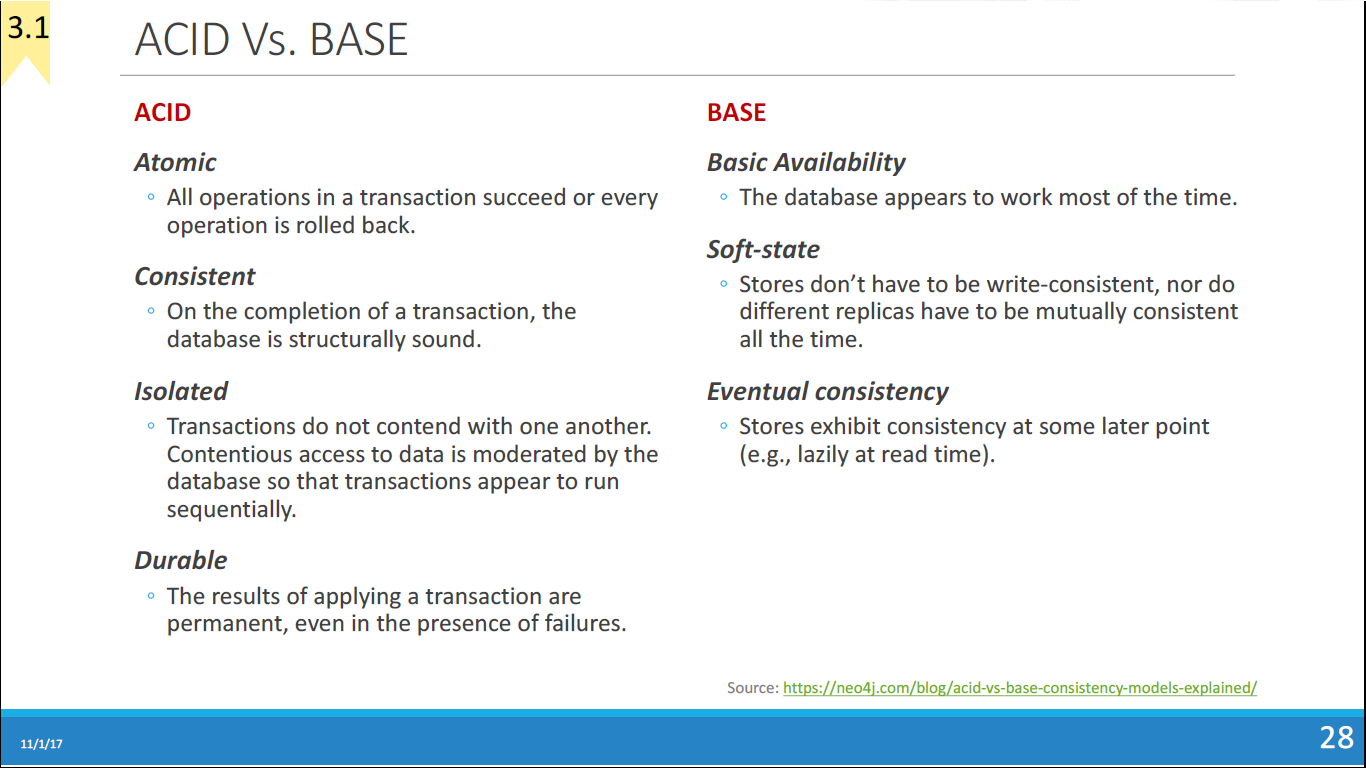 3.1
ACID Vs. BASE
ACID
Atomic
◦ All operations in a transaction succeed or every
operation is rolled back.
Consistent
◦ On the completion of a transaction, the
database is structurally sound.
Isolated
◦ Transactions do not contend with one another.
Contentious access to data is moderated by the
database so that transactions appear to run
sequentially.
Durable
◦ The results of applying a transaction are
permanent, even in the presence of failures.
BASE
Basic Availability
◦ The database appears to work most of the time.
Soft-state
◦ Stores don’t have to be write-consistent, nor do
different replicas have to be mutually consistent
all the time.
Eventual consistency
◦ Stores exhibit consistency at some later point
(e.g., lazily at read time).
Source: https://neo4j.com/blog/acid-vs-base-consistency-models-explained/
11/1/17
28